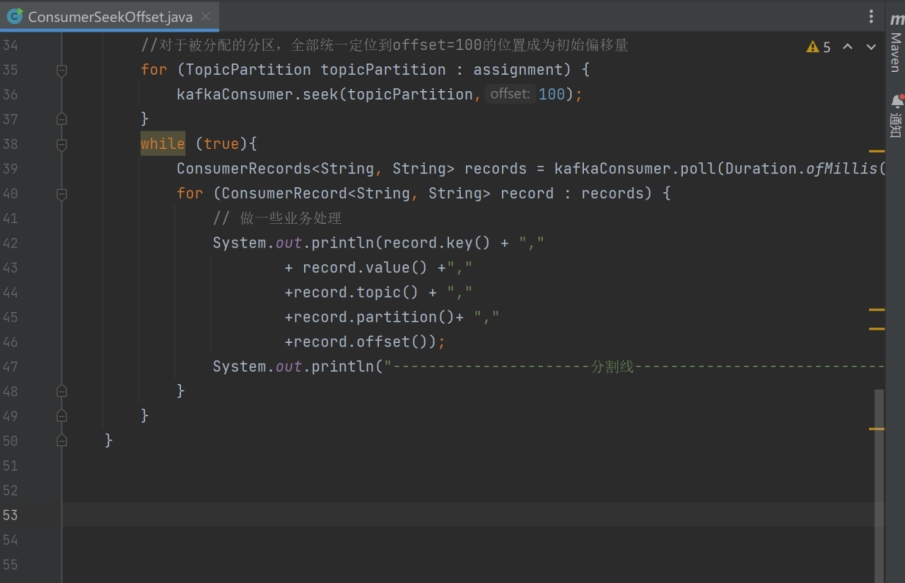 ConsumerSeekOffset.java
5
34 //对于被分配的分区，全部统一定位到offset=100的位置成为初始偏移量
35 for (TopicPartition topicPartition : assignment) {
36 kafkaConsumer.seek(topicPartition, offset: 100);
37 }
38 while (true){
39 ConsumerRecords<String, String> records = kafkaConsumer.poll(Duration.ofMillis(
40 for (ConsumerRecord<String, String> record : records) {
41 // 做一些业务处理
42 System.out.println(record.key() + ","
43 + record.value() +","
44 +record.topic() + ","
45 +record.partition()+ ","
46 +record.offset());
47 System.out.println("----------------------分割线----------------------------
48 }
49 }
50 }
51
52
53
54
55
m
Maven
通知